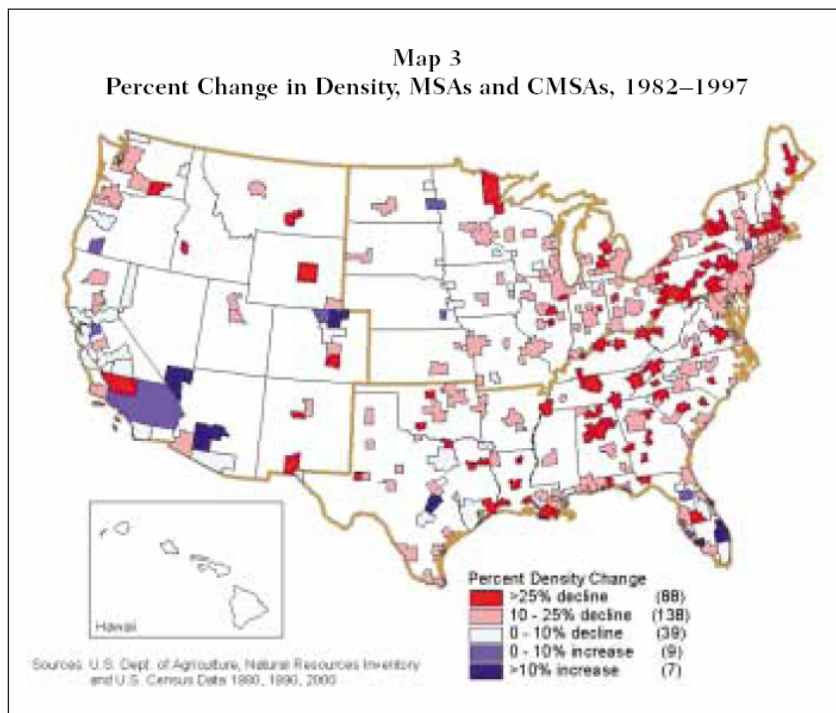 Map 3
Percent Change in Density, MSAs and CMSAs, 1982–1997
Hawaii
Percent Density Change
>25% decline (88)
10 - 25% decline (138)
0 - 10% decline (39)
0 - 10% increase (9)
>10% increase (7)
Sources: U.S. Dept. of Agriculture, Natural Resources Inventory
and U.S. Census Data 1980, 1990, 2000